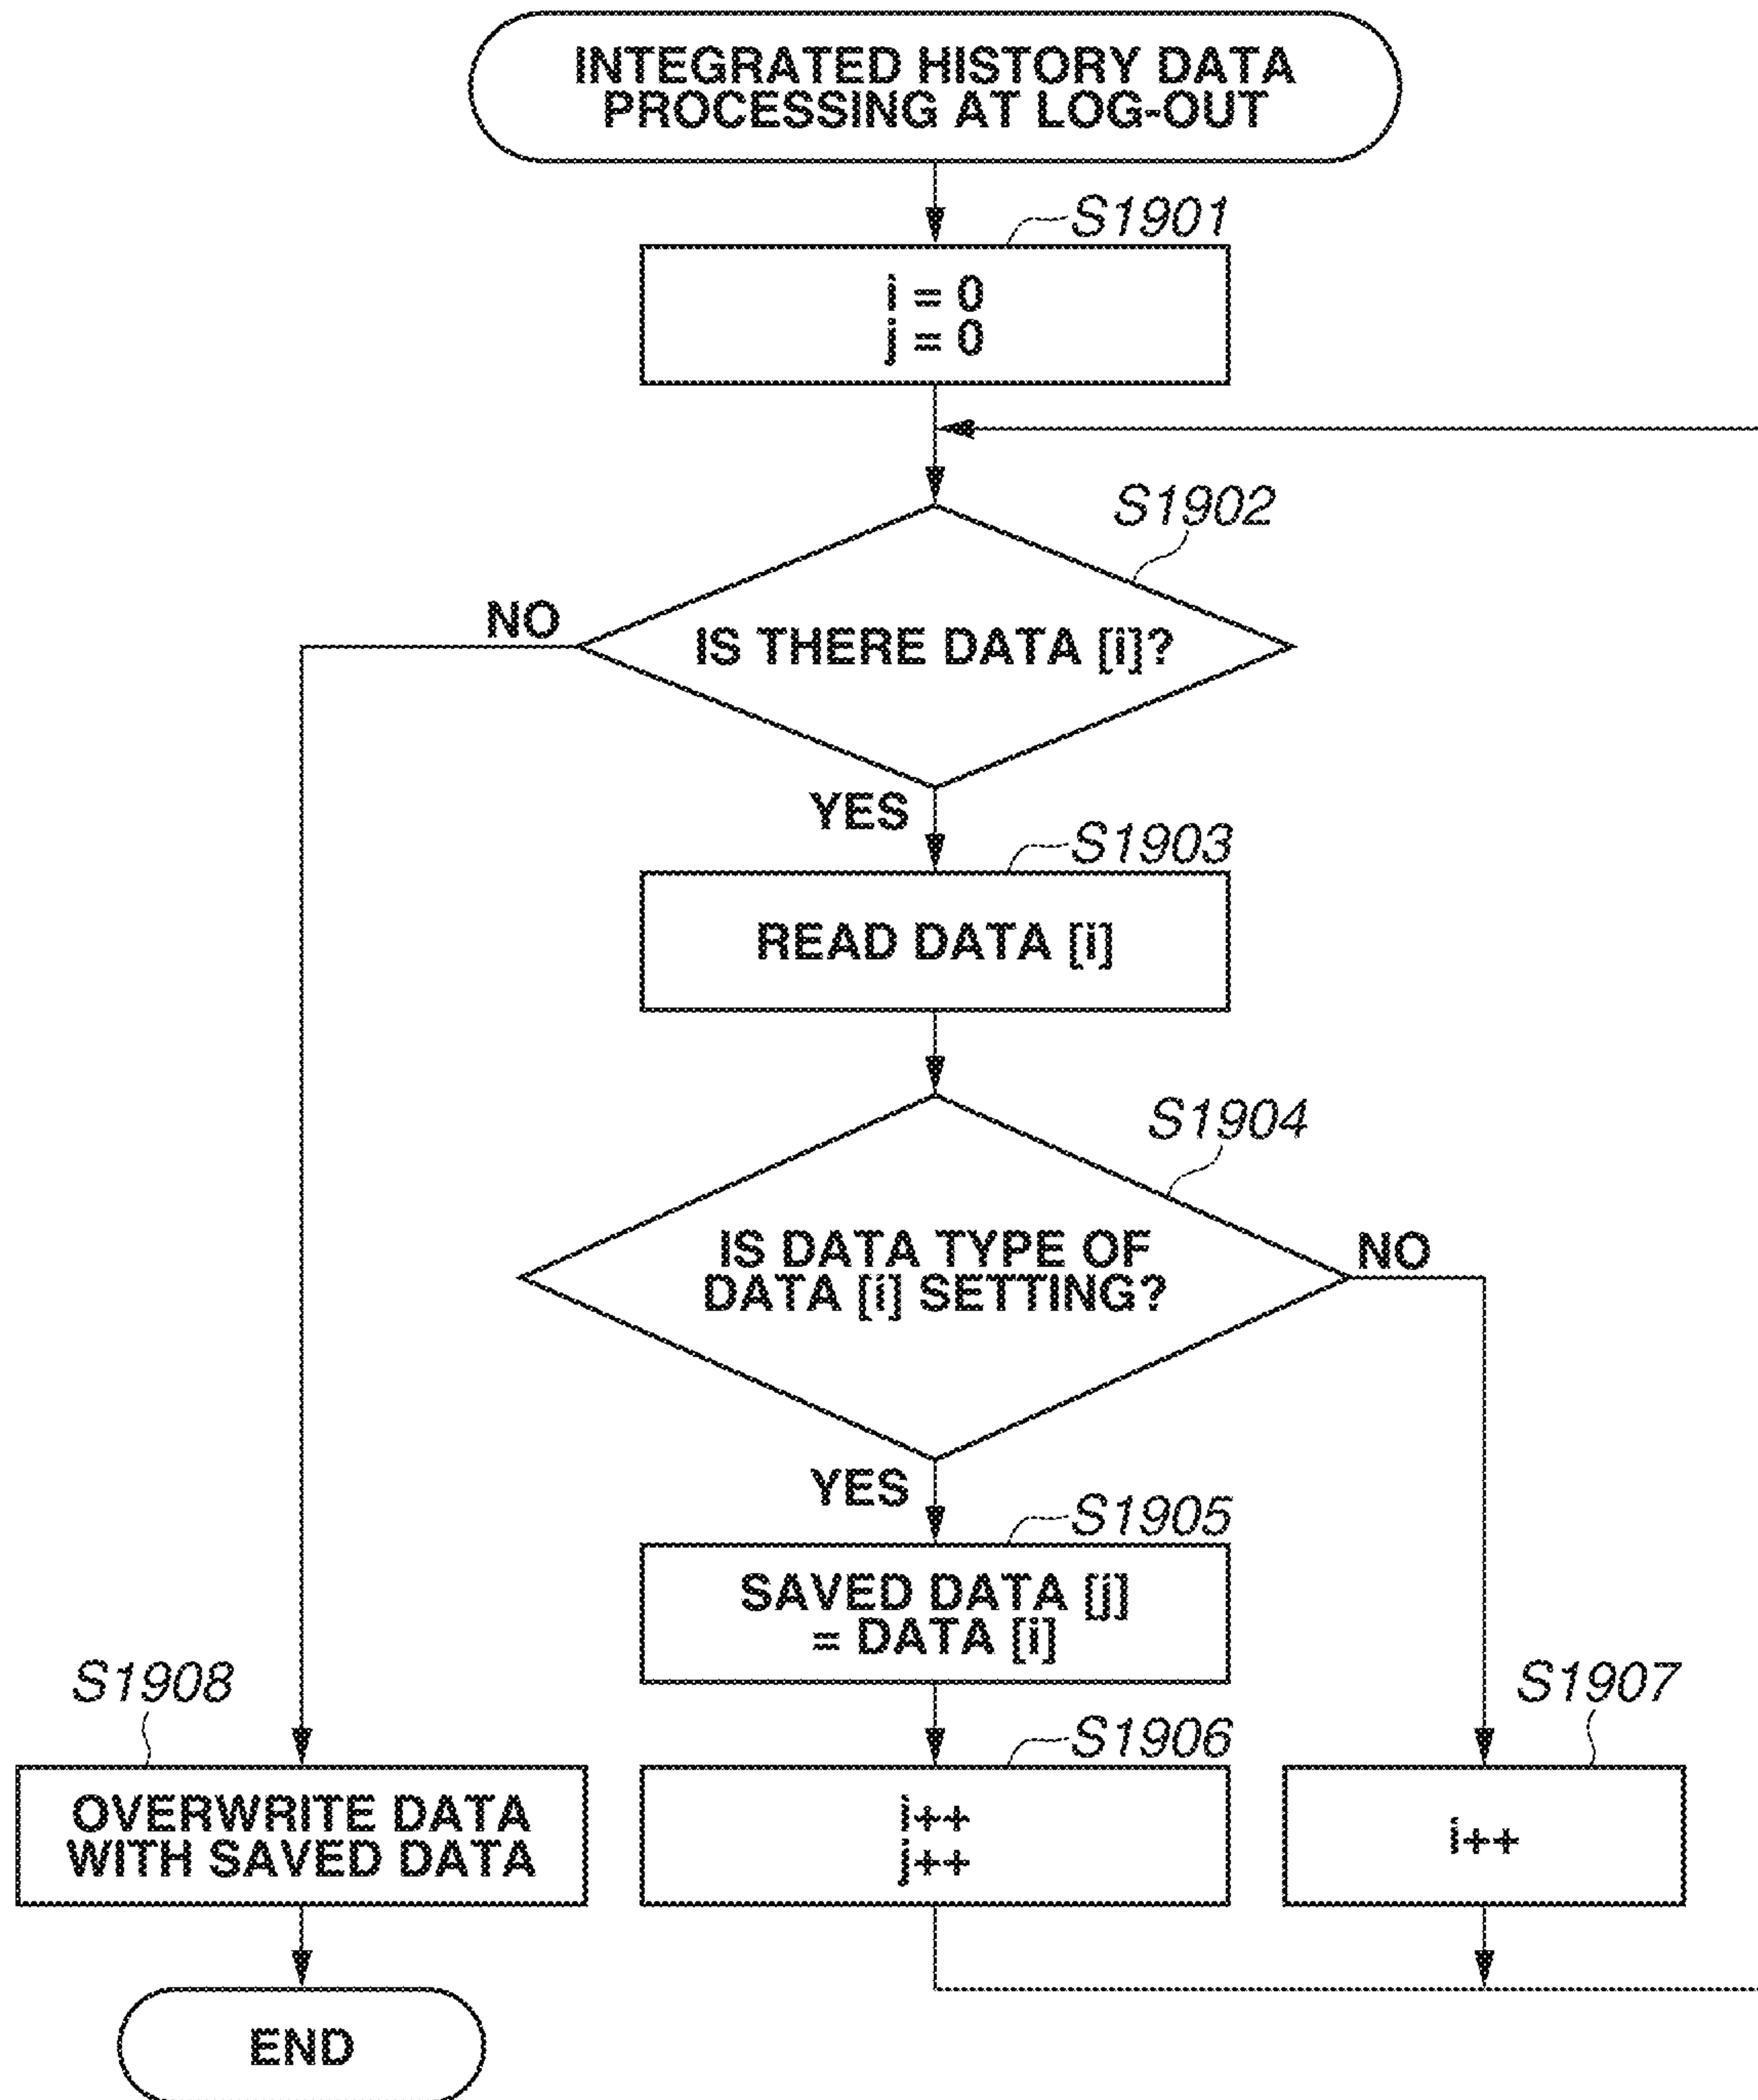 INTEGRATED HISTORY DATA
PROCESSING AT LOG-OUT
S1901
i = 0
j = 0
S1902
NO
IS THERE DATA [i]?
YES
S1903
READ DATA [i]
S1904
IS DATA TYPE OF
DATA [i] SETTING?
NO
YES
S1905
SAVED DATA [j]
= DATA [i]
S1908
S1906
S1907
OVERWRITE DATA
WITH SAVED DATA
i++
j++
i++
END